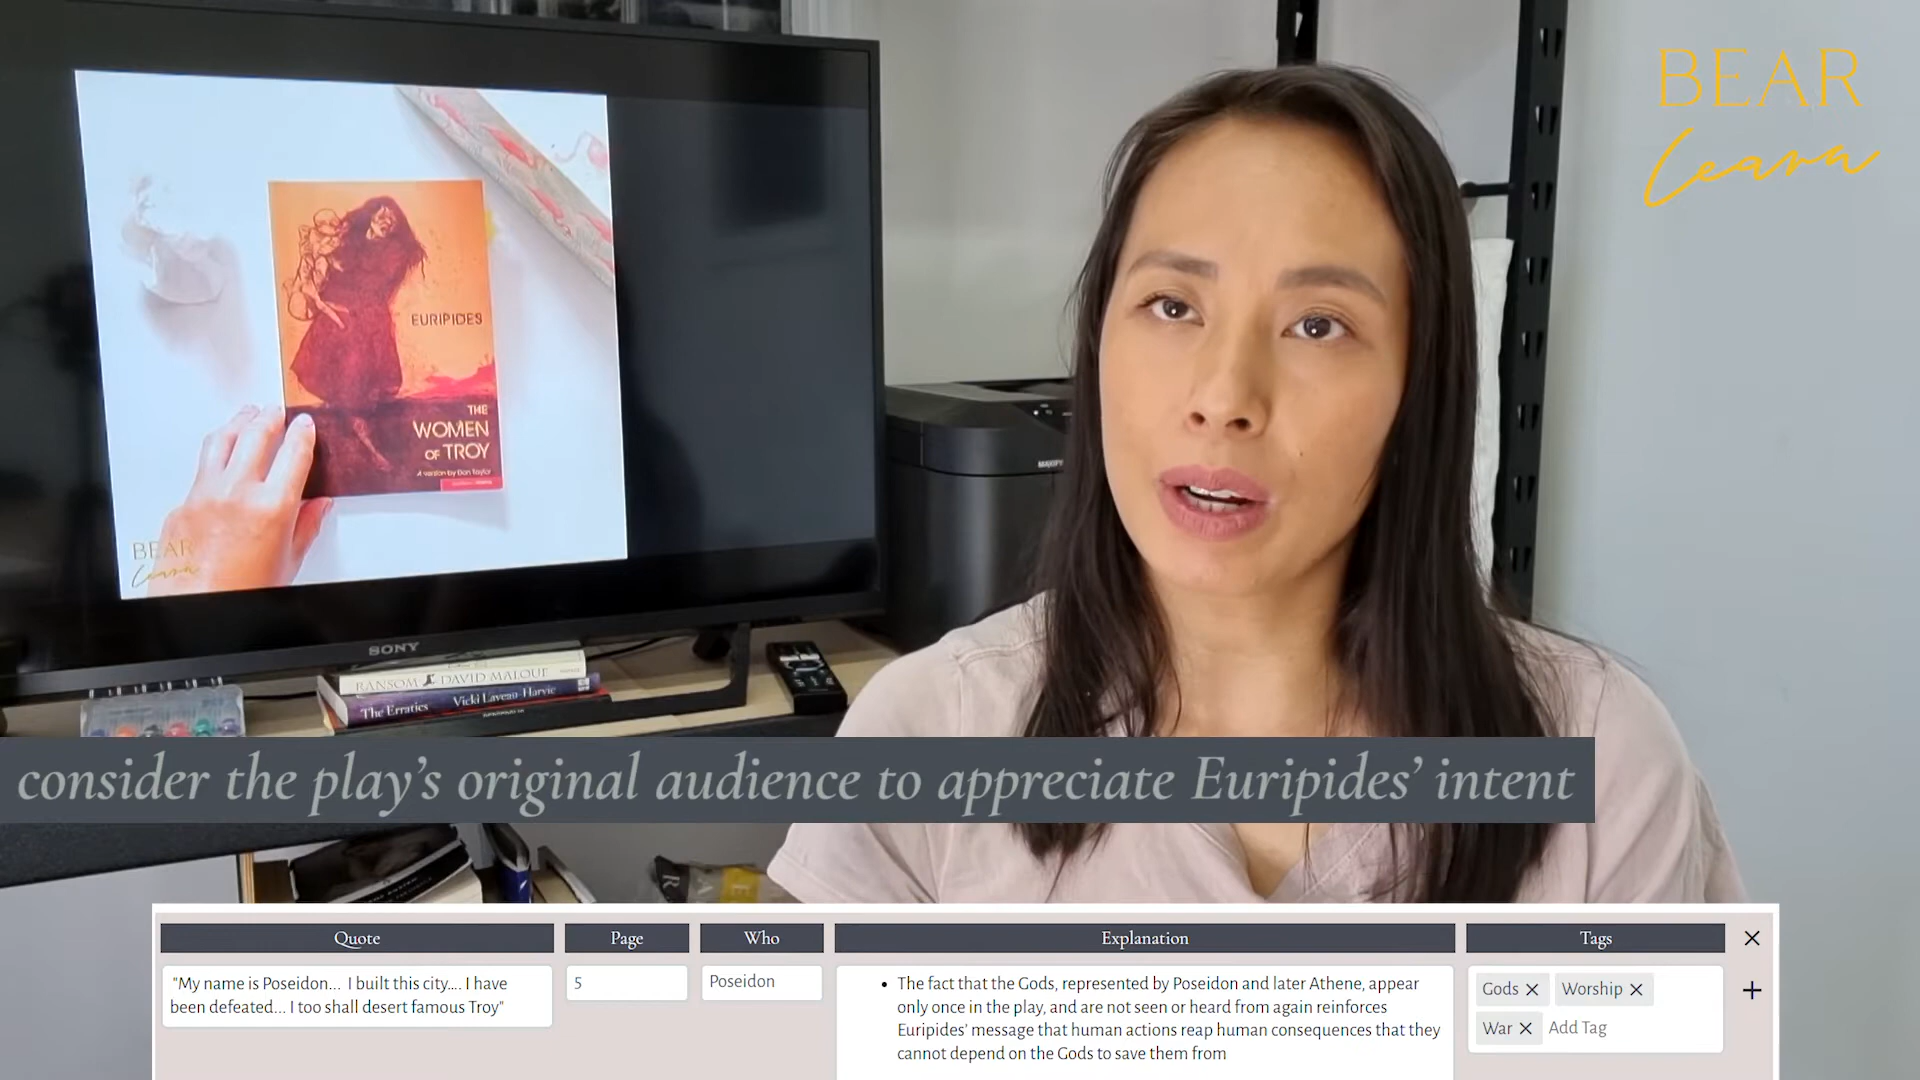 BEAR
Learn
EURIPIDES
THE
WOMEN
OF TROY
A version by Don Taylor
BEAR
Learn
SONY
MAXIFY
RANSOM DAVID MALOUF
The Erratics Vicki Laveau-Harvie
consider the play's original audience to appreciate Euripides' intent
Quote Page Who Explanation Tags
"My name is Poseidon... I built this city.... I have
been defeated... I too shall desert famous Troy"
5
Poseidon
• The fact that the Gods, represented by Poseidon and later Athene, appear
only once in the play, and are not seen or heard from again reinforces
Euripides' message that human actions reap human consequences that they
cannot depend on the Gods to save them from
Gods × Worship ×
War × Add Tag